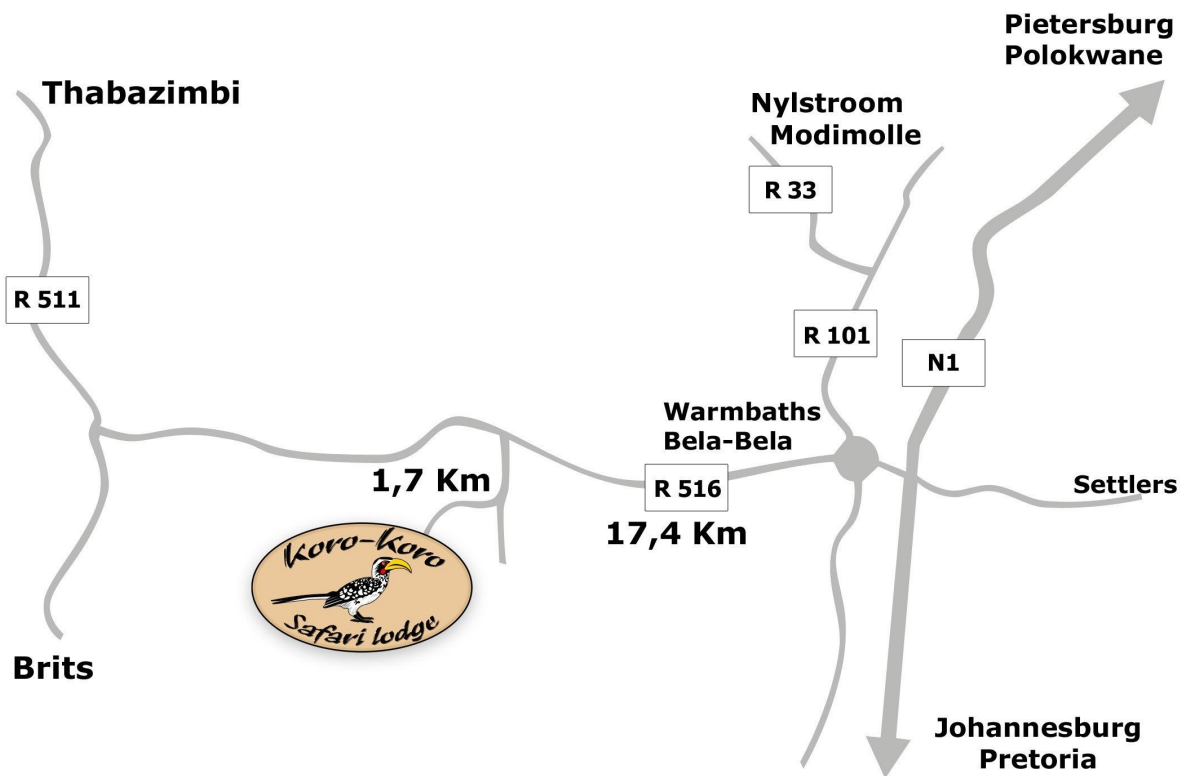 Pietersburg
Polokwane
Thabazimbi
Nylstroom
Modimolle
R 33
R 511
R 101
N1
Warmbaths
Bela-Bela
1,7 Km
R 516
Settlers
17,4 Km
Koro-Koro
Safari lodge
Brits
Johannesburg
Pretoria